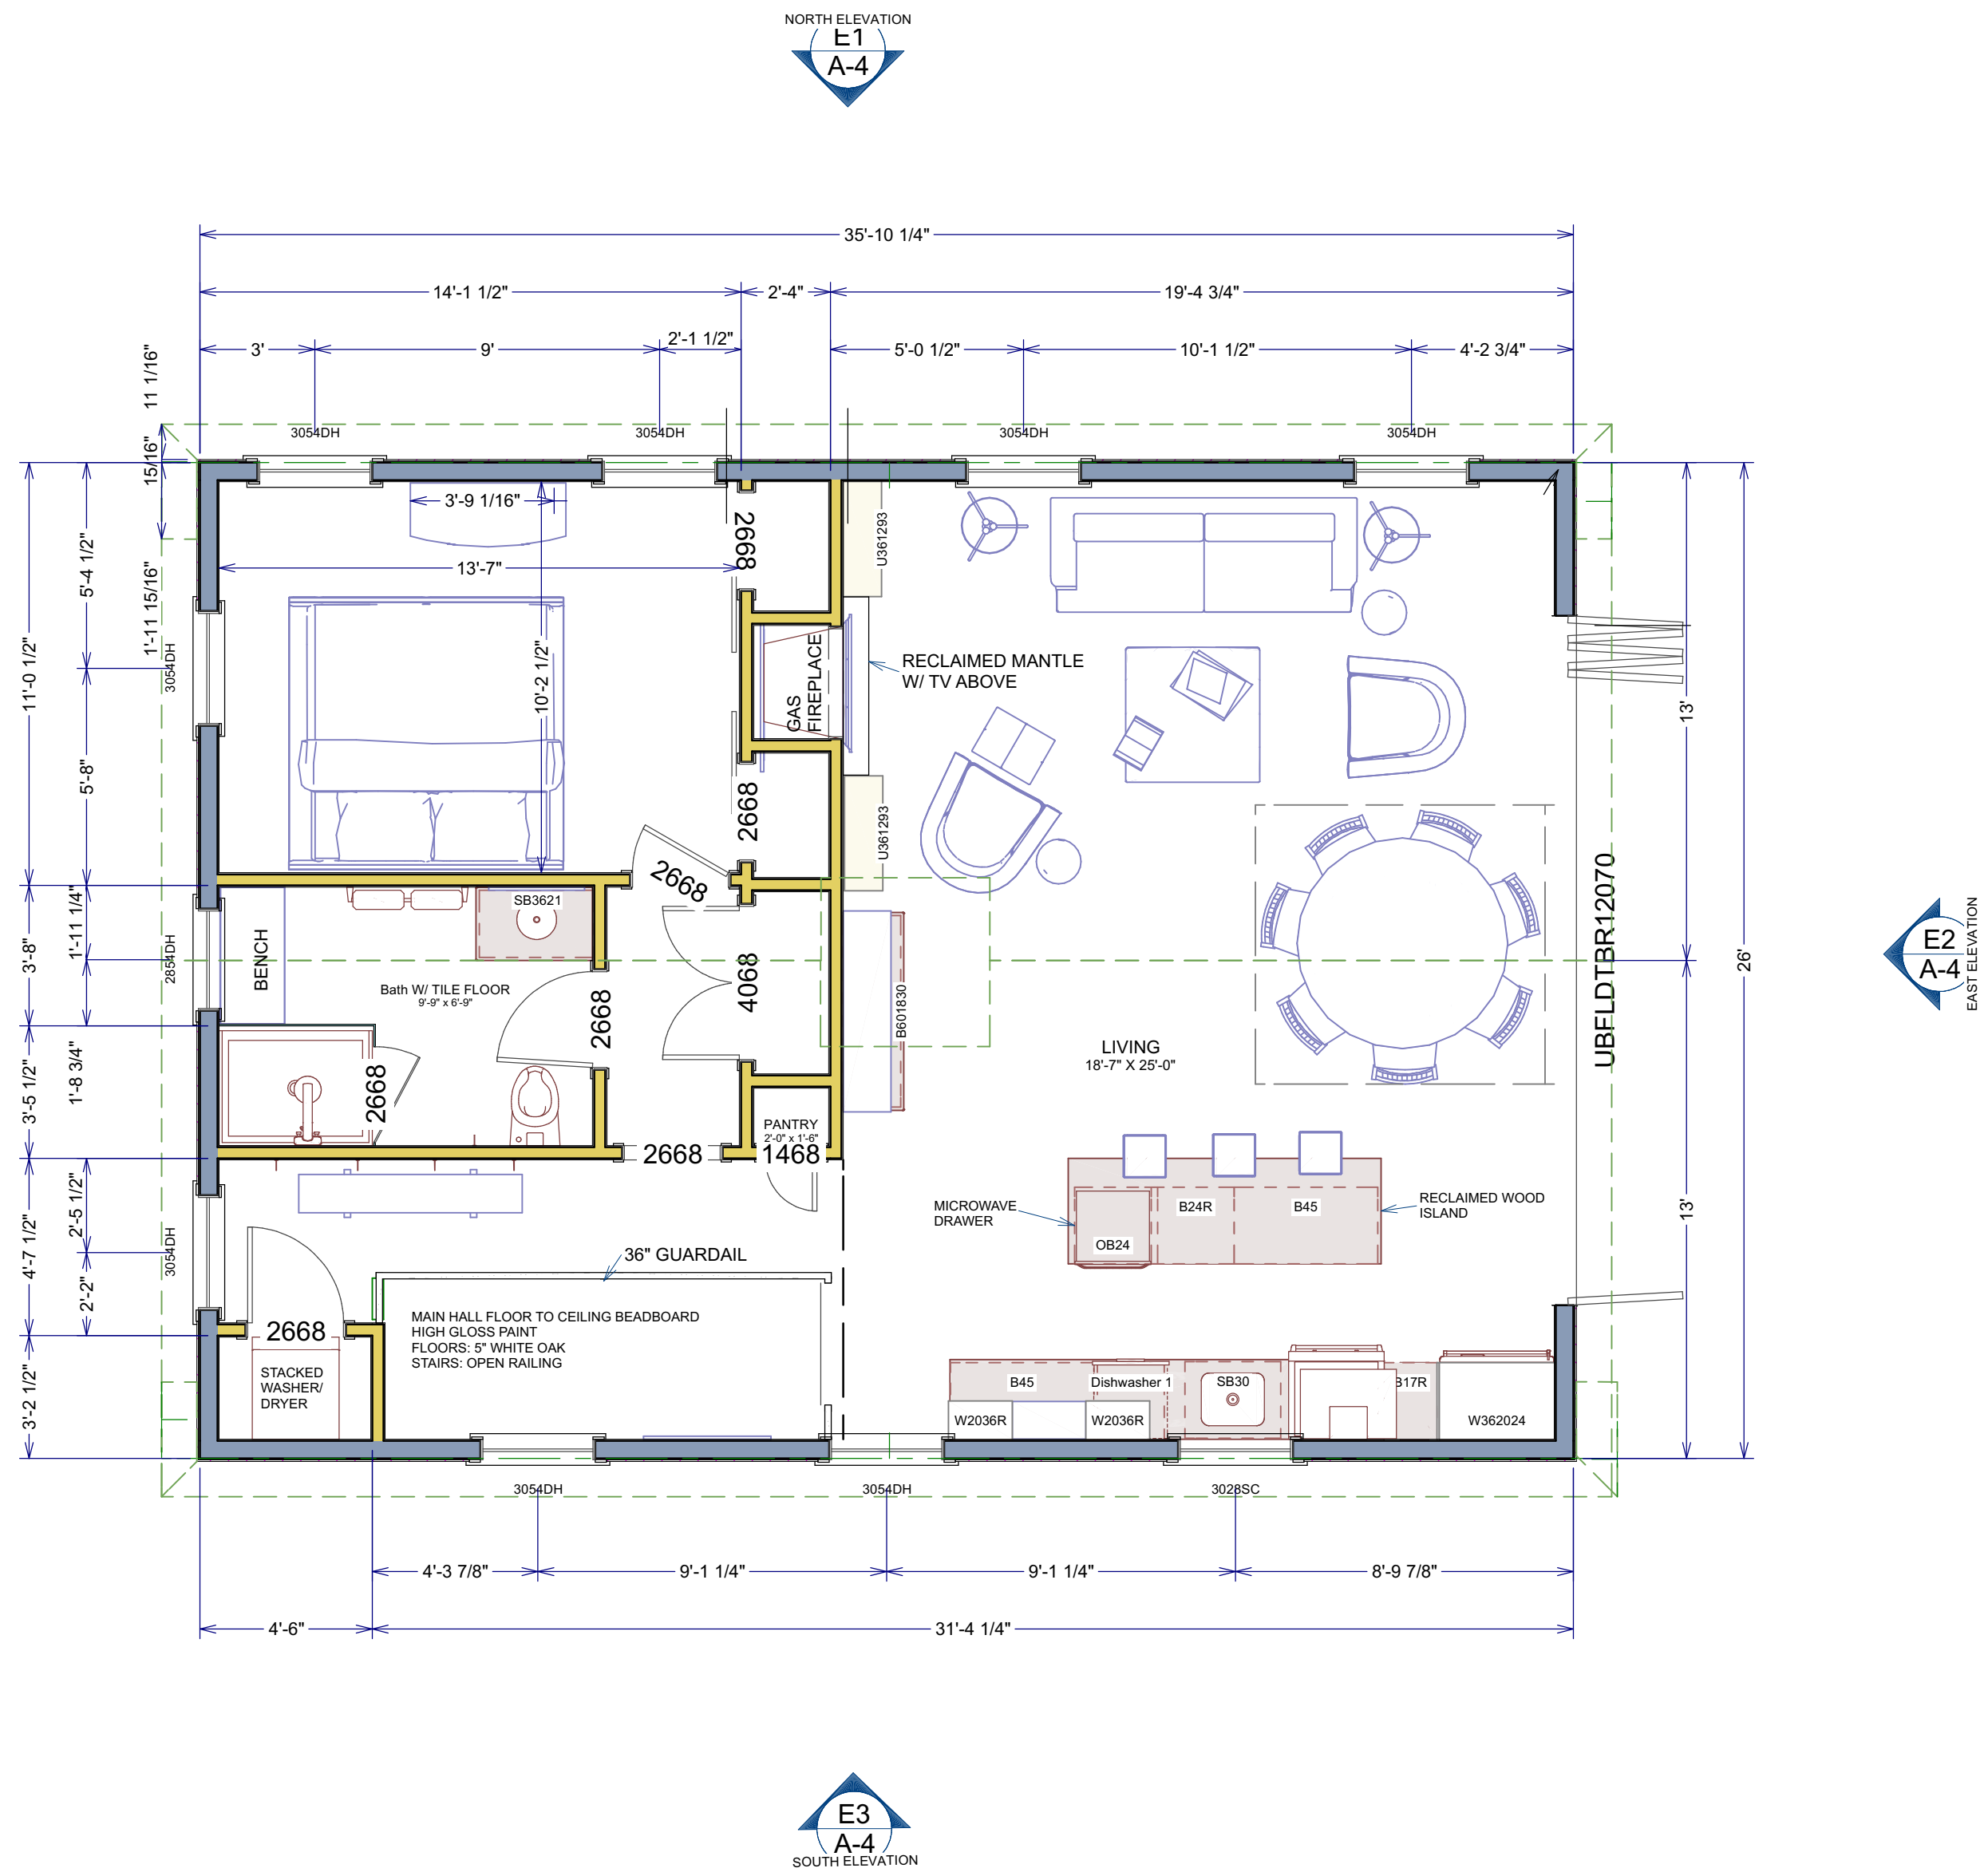 NORTH ELEVATION
E1
A-4
35'-10 1/4"
14'-1 1/2"
2'-4"
19'-4 3/4"
3'
9'
2'-1 1/2"
5'-0 1/2"
10'-1 1/2"
4'-2 3/4"
11 1/16"
15/16"
1'-11 15/16"
3054DH
3054DH
3054DH
3054DH
11'-0 1/2"
5'-4 1/2"
5'-8"
3054DH
3'-9 1/16"
13'-7"
10'-2 1/2"
2668
U361293
GAS
FIREPLACE
RECLAIMED MANTLE
W/ TV ABOVE
2668
U361293
2668
13'
26'
UBFLDTBR12070
E2
A-4
EAST ELEVATION
3'-8"
1'-11 1/4"
2854DH
BENCH
SB3621
Bath W/ TILE FLOOR
9'-9" x 6'-9"
2668
4068
B601830
LIVING
18'-7" X 25'-0"
3'-5 1/2"
1'-8 3/4"
2668
PANTRY
2'-0" x 1'-6"
2668
1468
4'-7 1/2"
2'-5 1/2"
2'-2"
3054DH
MICROWAVE
DRAWER
B24R
B45
OB24
RECLAIMED WOOD
ISLAND
13'
36" GUARDAIL
MAIN HALL FLOOR TO CEILING BEADBOARD
HIGH GLOSS PAINT
FLOORS: 5" WHITE OAK
STAIRS: OPEN RAILING
2668
3'-2 1/2"
STACKED
WASHER/
DRYER
B45
Dishwasher 1
SB30
B17R
W2036R
W2036R
W362024
3054DH
3054DH
3028SC
4'-3 7/8"
9'-1 1/4"
9'-1 1/4"
8'-9 7/8"
4'-6"
31'-4 1/4"
E3
A-4
SOUTH ELEVATION